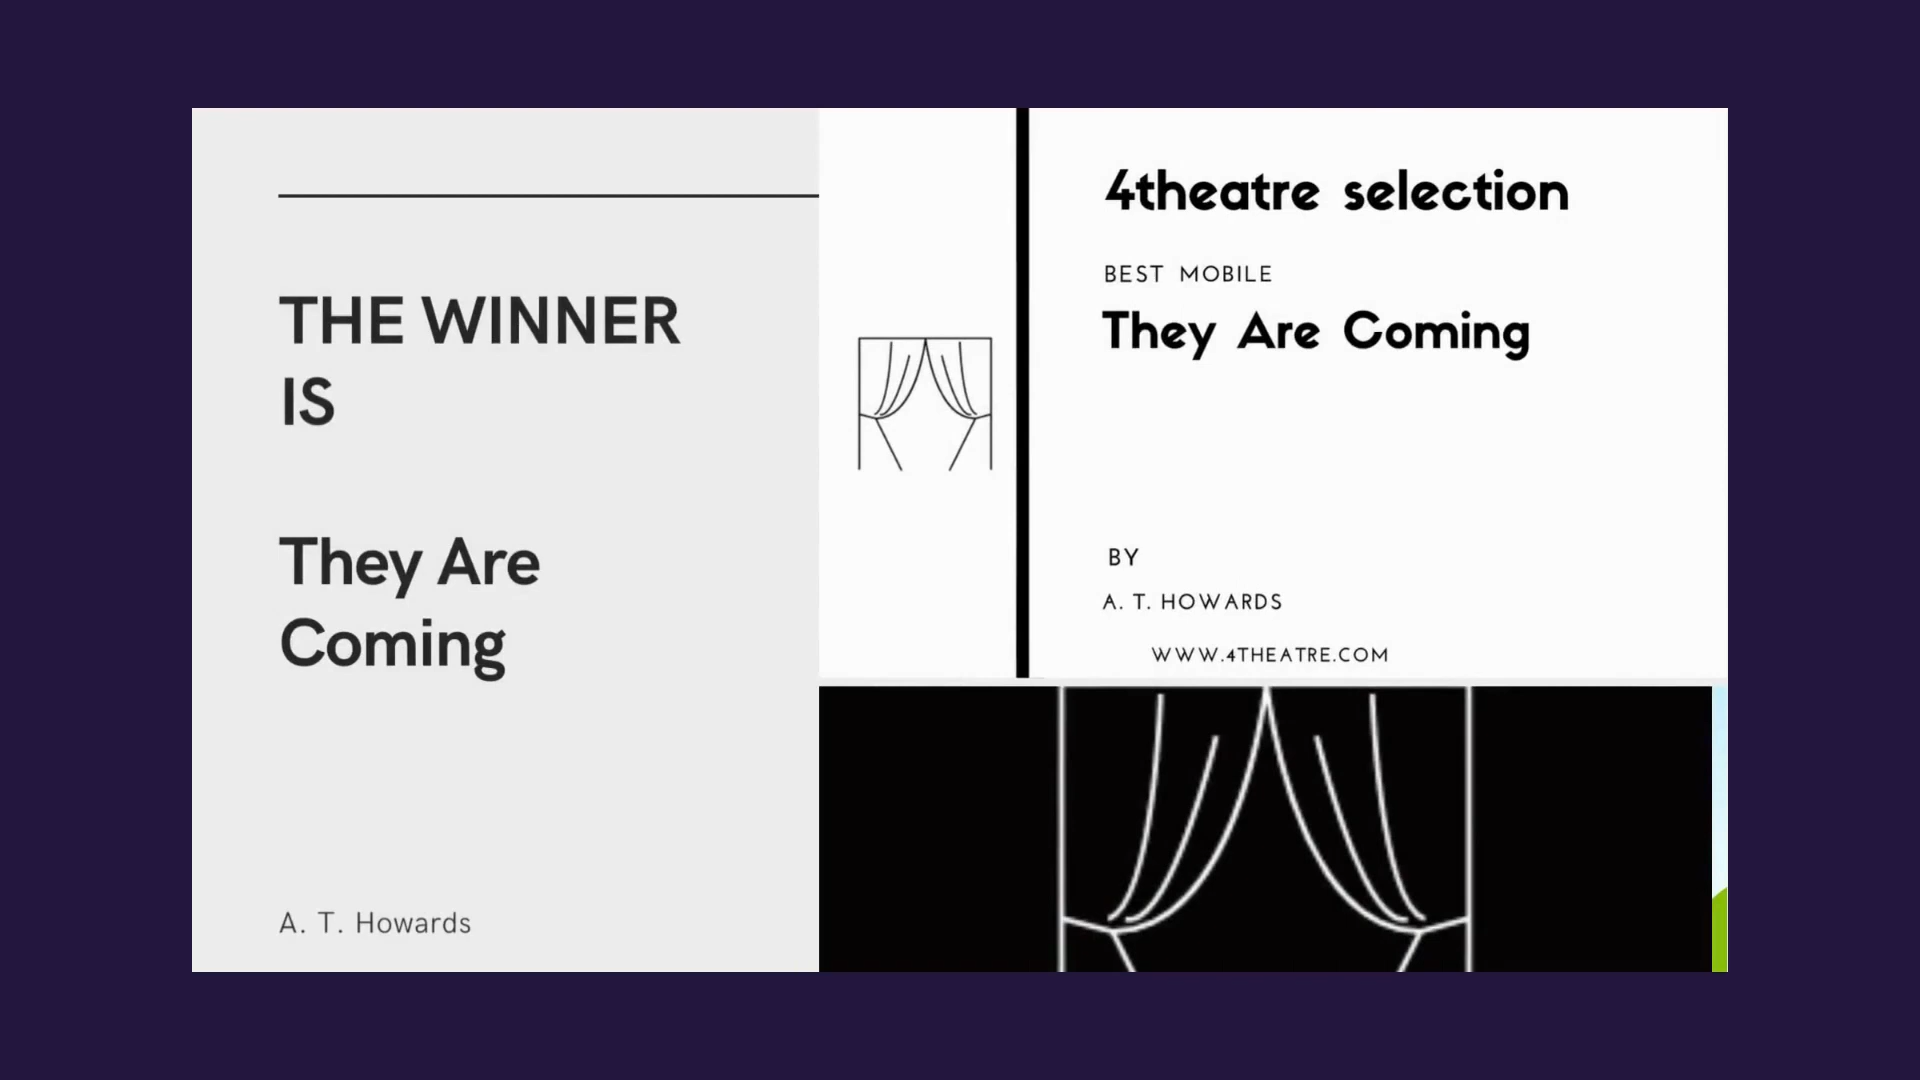 THE WINNER
IS
They Are
Coming
A. T. Howards
4theatre selection
BEST MOBILE
They Are Coming
BY
A. T. HOWARDS
WWW.4THEATRE.COM